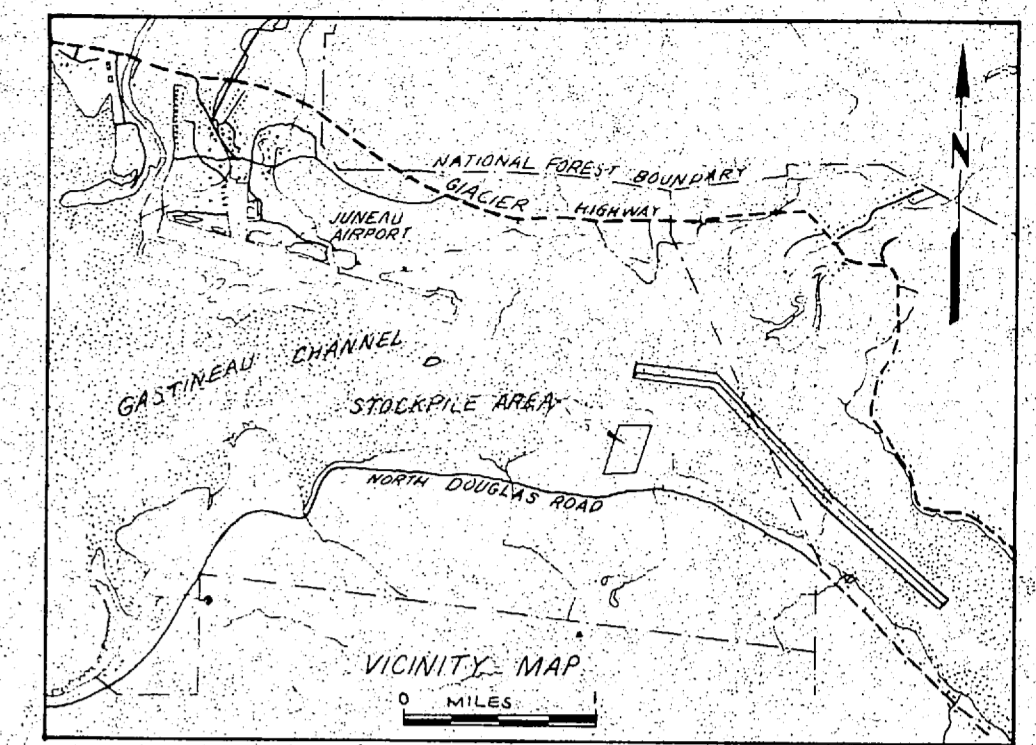 NATIONAL FOREST BOUNDARY
GLACIER HIGHWAY
N
JUNEAU
AIRPORT
GASTINEAU CHANNEL
STOCKPILE AREA
NORTH DOUGLAS ROAD
VICINITY MAP
0 MILES 1